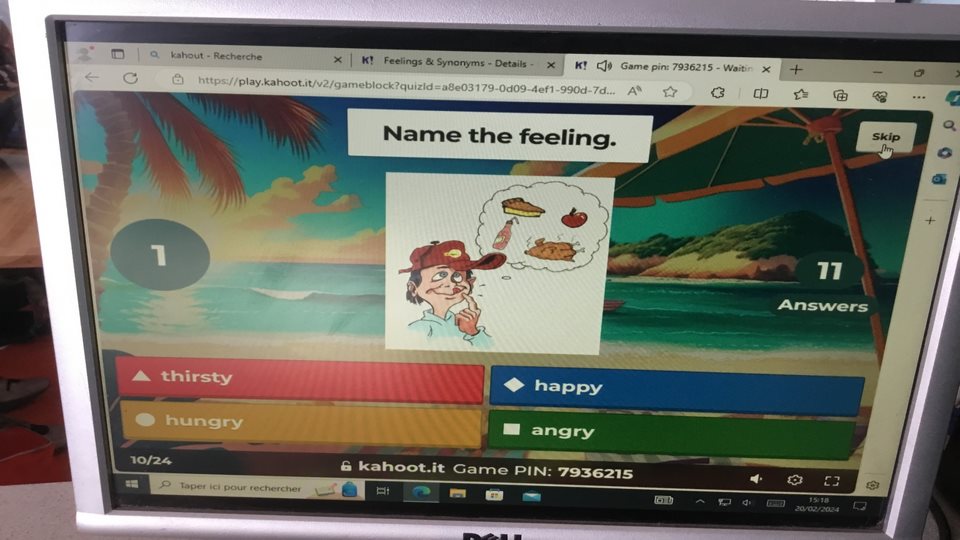 kahout - Recherche
Feelings & Synonyms - Details -
Game pin: 7936215 - Waitin
https://play.kahoot.it/v2/gameblock?quizId=a8e03179-0d09-4ef1-990d-7d...
Name the feeling.
Skip
1
11
Answers
thirsty
happy
hungry
angry
10/24
kahoot.it Game PIN: 7936215
Taper ici pour rechercher
15:18
20/02/2024
DELL